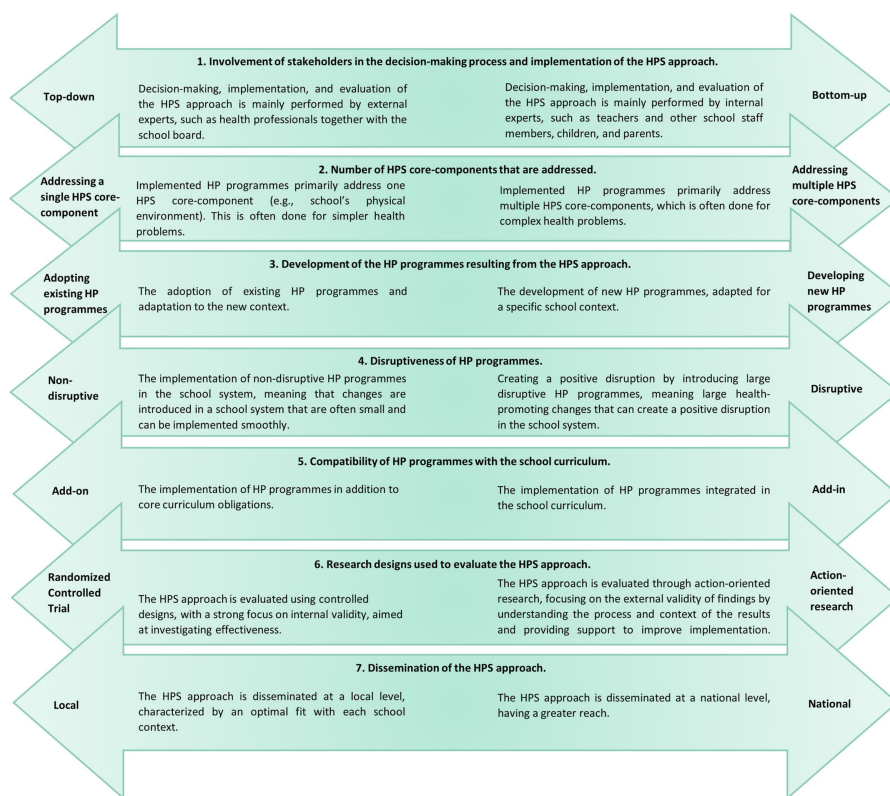 1. Involvement of stakeholders in the decision-making process and implementation of the HPS approach.
Top-down
Decision-making, implementation, and evaluation of
the HPS approach is mainly performed by external
experts, such as health professionals together with the
school board.
Decision-making, implementation, and evaluation of
the HPS approach is mainly performed by internal
experts, such as teachers and other school staff
members, children, and parents.
Bottom-up
2. Number of HPS core-components that are addressed.
Addressing a
single HPS core-
component
Implemented HP programmes primarily address one
HPS core-component (e.g., school's physical
environment). This is often done for simpler health
problems.
Implemented HP programmes primarily address
multiple HPS core-components, which is often done for
complex health problems.
Addressing
multiple HPS
core-components
3. Development of the HP programmes resulting from the HPS approach.
Adopting
existing HP
programmes
The adoption of existing HP programmes and
adaptation to the new context.
The development of new HP programmes, adapted for
a specific school context.
Developing
new HP
programmes
4. Disruptiveness of HP programmes.
Non-
disruptive
The implementation of non-disruptive HP programmes
in the school system, meaning that changes are
introduced in a school system that are often small and
can be implemented smoothly.
Creating a positive disruption by introducing large
disruptive HP programmes, meaning large health-
promoting changes that can create a positive disruption
in the school system.
Disruptive
5. Compatibility of HP programmes with the school curriculum.
Add-on
The implementation of HP programmes in addition to
core curriculum obligations.
The implementation of HP programmes integrated in
the school curriculum.
Add-in
6. Research designs used to evaluate the HPS approach.
Randomized
Controlled
Trial
The HPS approach is evaluated using controlled
designs, with a strong focus on internal validity, aimed
at investigating effectiveness.
The HPS approach is evaluated through action-oriented
research, focusing on the external validity of findings by
understanding the process and context of the results
and providing support to improve implementation.
Action-
oriented
research
7. Dissemination of the HPS approach.
Local
The HPS approach is disseminated at a local level,
characterized by an optimal fit with each school
context.
The HPS approach is disseminated at a national level,
having a greater reach.
National